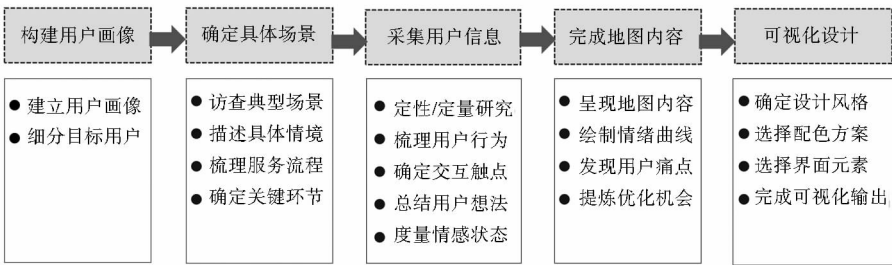 构建用户画像
确定具体场景
采集用户信息
完成地图内容
可视化设计
● 建立用户画像
● 细分目标用户
● 访查典型场景
● 描述具体情境
● 梳理服务流程
● 确定关键环节
● 定性/定量研究
● 梳理用户行为
● 确定交互触点
● 总结用户想法
● 度量情感状态
● 呈现地图内容
● 绘制情绪曲线
● 发现用户痛点
● 提炼优化机会
● 确定设计风格
● 选择配色方案
● 选择界面元素
● 完成可视化输出